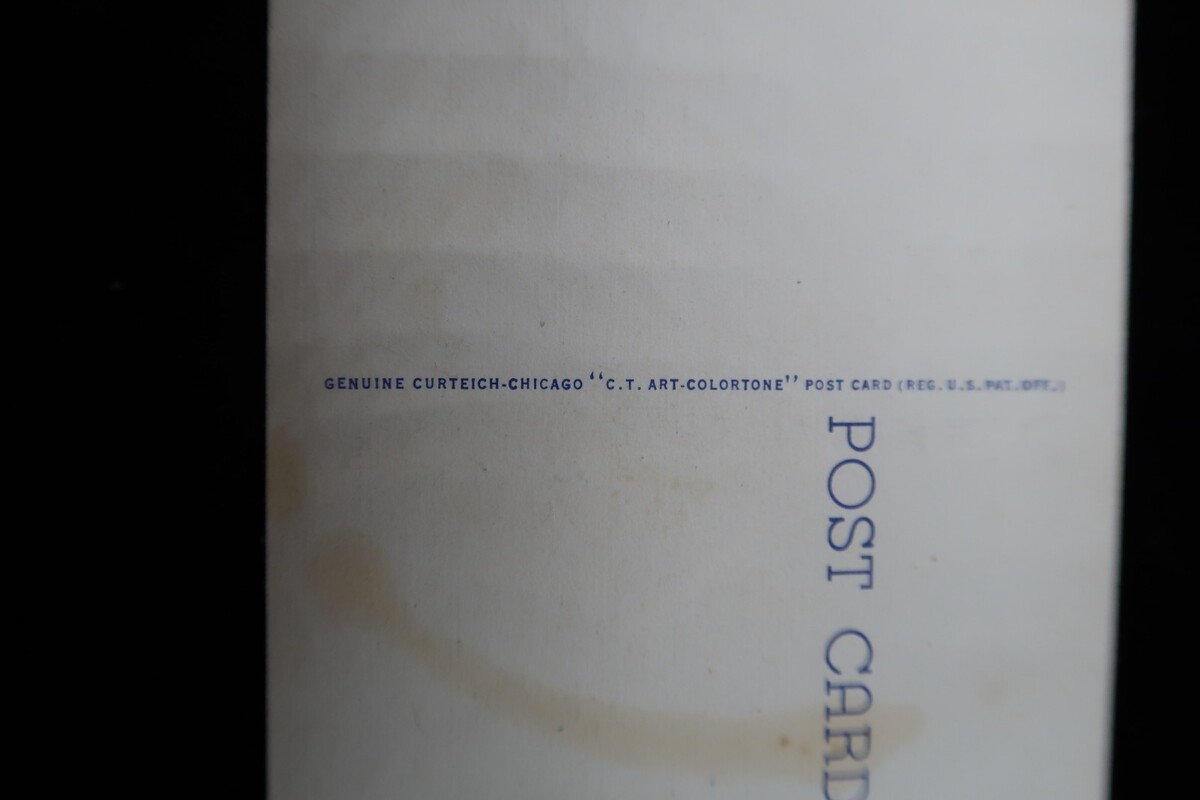 GENUINE CURTEICH-CHICAGO "C.T. ART-COLORTONE" POST CARD (REG. U.S. PAT. OFF.)
POST CARD